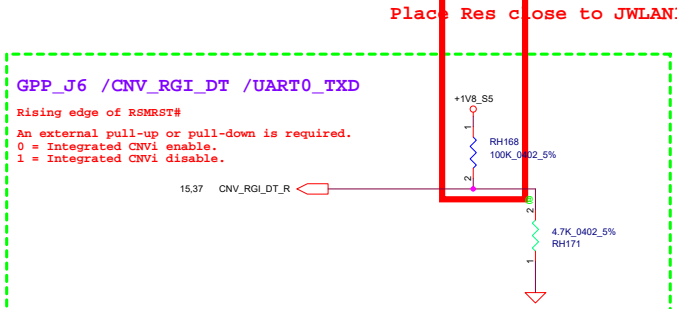 Place Res close to JWLAN
GPP_J6 /CNV_RGI_DT /UART0_TXD
Rising edge of RSMRST#
An external pull-up or pull-down is required.
0 = Integrated CNVi enable.
1 = Integrated CNVi disable.
+1V8_S5
1
RH168
100K_0402_5%
2
15,37 CNV_RGI_DT_R
2
4.7K_0402_5%
RH171
1